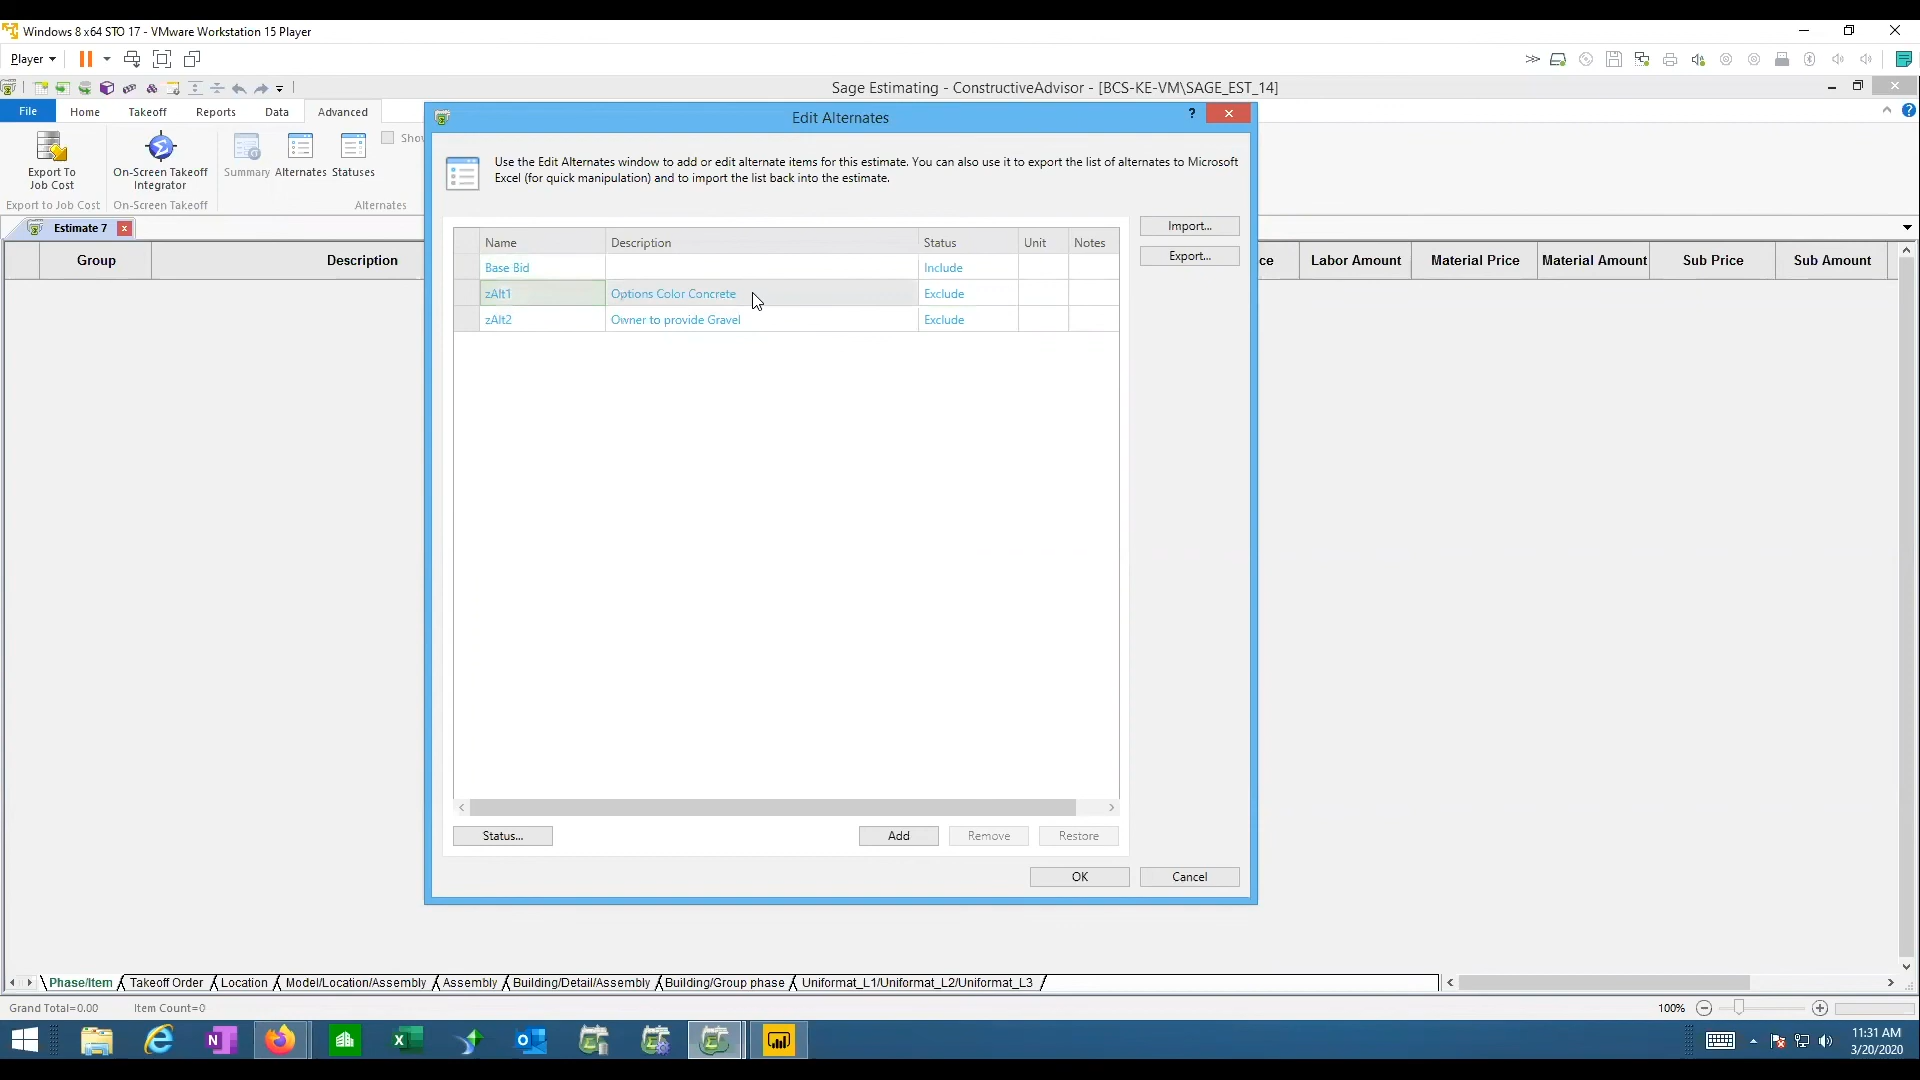 Windows 8 x64 STO 17 - VMware Workstation 15 Player
Player
Sage Estimating - ConstructiveAdvisor - [BCS-KE-VM\SAGE_EST_14]
File Home Takeoff Reports Data Advanced
Export To Job Cost
On-Screen Takeoff Integrator
Summary Alternates Statuses
Export to Job Cost On-Screen Takeoff Alternates
Estimate 7
Group Description Labor Amount Material Price Material Amount Sub Price Sub Amount
Edit Alternates
Use the Edit Alternates window to add or edit alternate items for this estimate. You can also use it to export the list of alternates to Microsoft
Excel (for quick manipulation) and to import the list back into the estimate.
Import...
Export...
Name Description Status Unit Notes
Base Bid Include
zAlt1 Options Color Concrete Exclude
zAlt2 Owner to provide Gravel Exclude
Status... Add Remove Restore
OK Cancel
Phase/Item Takeoff Order Location Model/Location/Assembly Assembly Building/Detail/Assembly Building/Group phase Uniformat_L1/Uniformat_L2/Uniformat_L3
Grand Total=0.00 Item Count=0 100%
11:31 AM
3/20/2020